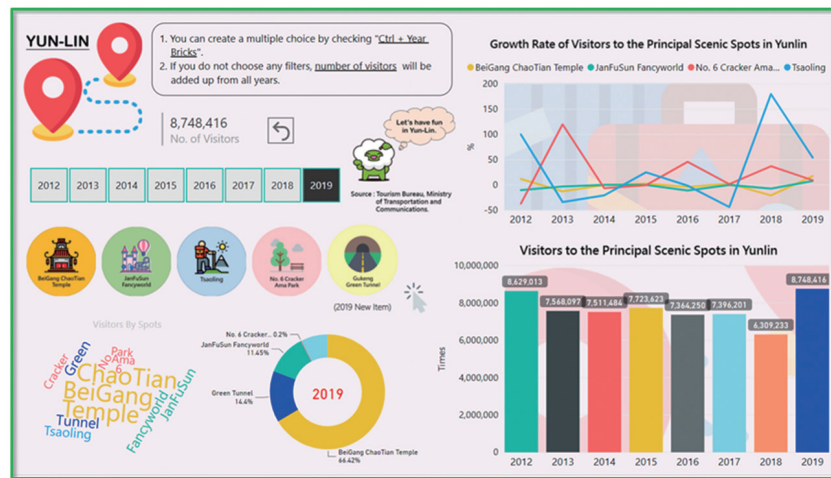 YUN-LIN
1. You can create a multiple choice by checking "Ctrl + Year
Bricks".
2. If you do not choose any filters, number of visitors will be
added up from all years.
8,748,416
No. of Visitors
Let's have fun
in Yun-Lin.
2012 2013 2014 2015 2016 2017 2018 2019
Source : Tourism Bureau, Ministry
of Transportation and
Communications.
BeiGang ChaoTian
Temple
JanFuSun
Fancyworld
Tsaoling
No. 6 Cracker
Ama Park
Gukeng
Green Tunnel
(2019 New Item)
Visitors By Spots
Cracker
Green
No
Park
Ama
6
ChaoTian
BeiGang
Temple
Tunnel
Tsaoling
Fancyworld
JanFuSun
No. 6 Cracker... 0.2%
JanFuSun Fancyworld
11.45%
Green Tunnel
14.4%
2019
BeiGang ChaoTian Temple
66.42%
Growth Rate of Visitors to the Principal Scenic Spots in Yunlin
BeiGang ChaoTian Temple JanFuSun Fancyworld No. 6 Cracker Ama... Tsaoling
200
150
100
50
0
-50
%
2012 2013 2014 2015 2016 2017 2018 2019
Visitors to the Principal Scenic Spots in Yunlin
10,000,000
8,000,000
6,000,000
4,000,000
2,000,000
0
Times
8,629,013
7,568,097
7,511,484
7,723,623
7,364,250
7,396,201
6,309,233
8,748,416
2012 2013 2014 2015 2016 2017 2018 2019